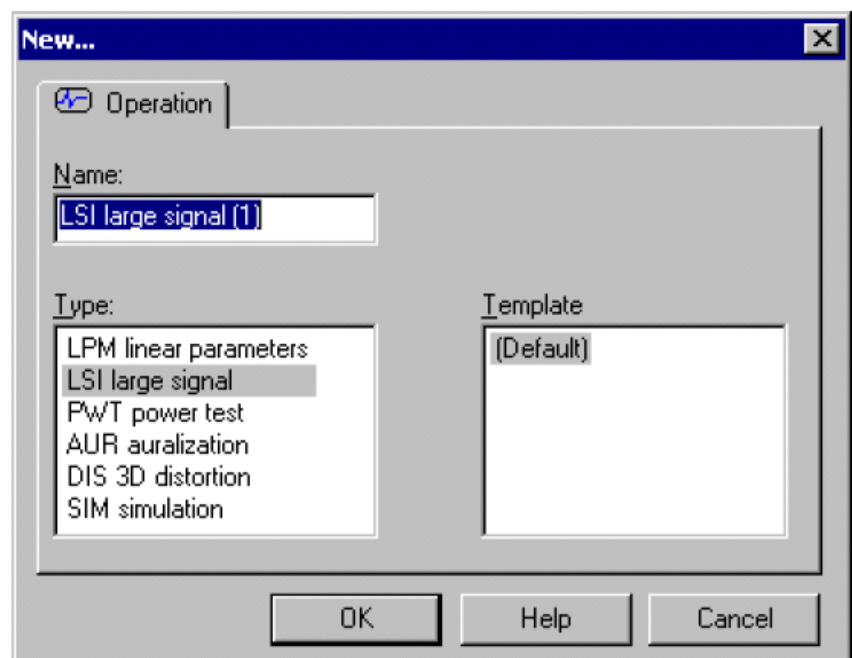 New...
Operation
Name:
LSI large signal (1)
Type:
LPM linear parameters
LSI large signal
PWT power test
AUR auralization
DIS 3D distortion
SIM simulation
Template
(Default)
OK
Help
Cancel